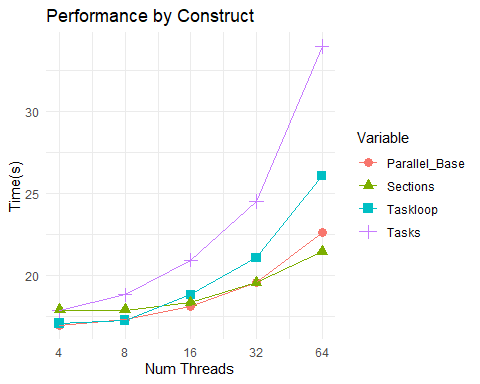 Performance by Construct
Time(s)
30
25
20
4 8 16 32 64
Num Threads
Variable
Parallel_Base
Sections
Taskloop
Tasks